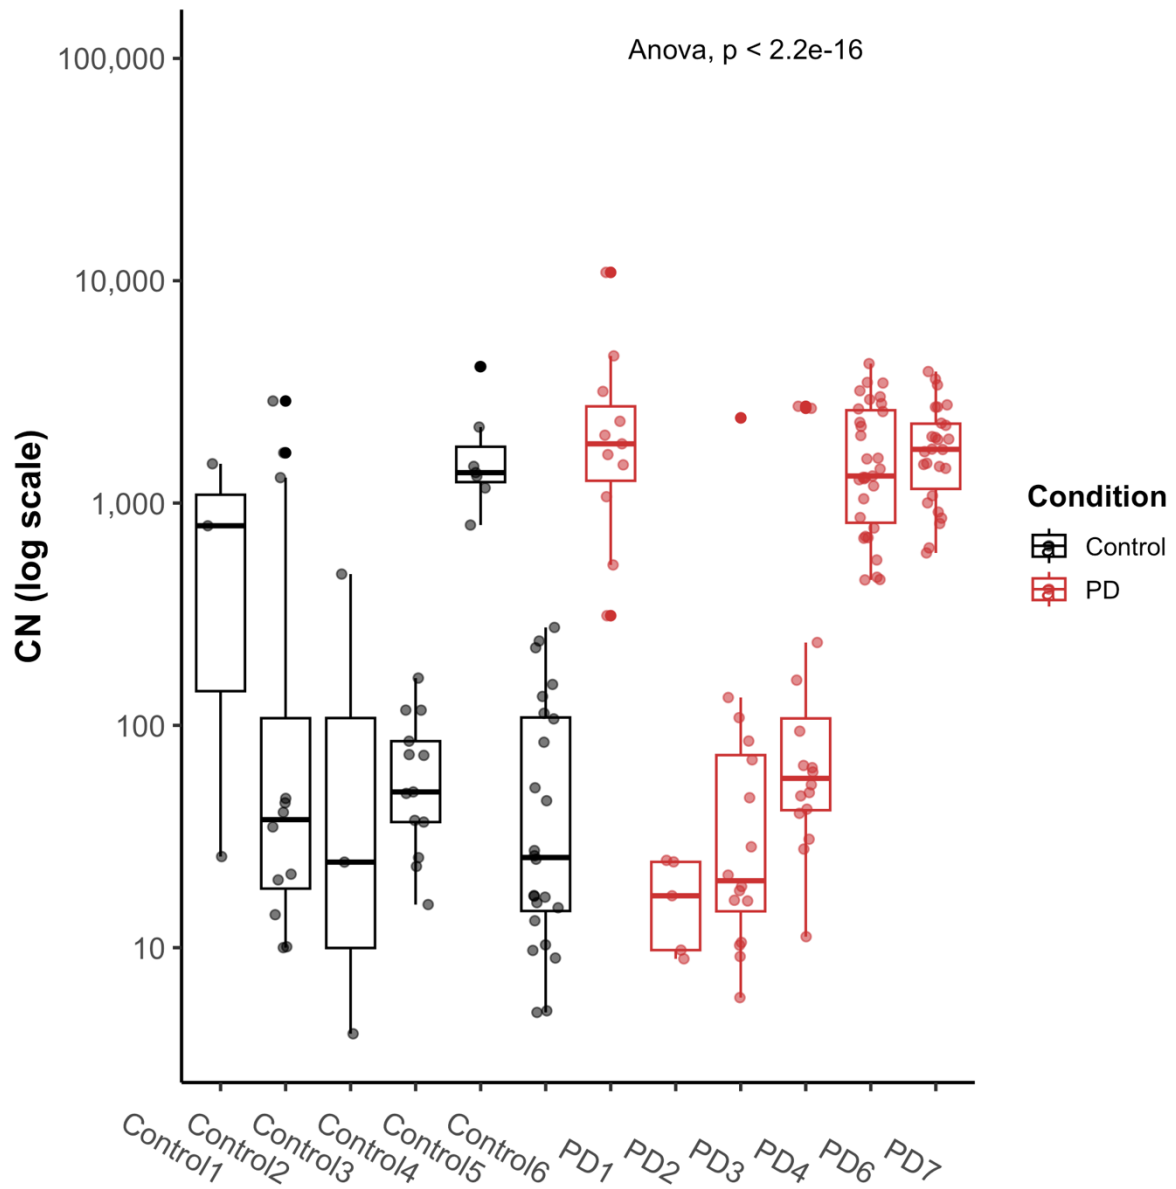 Anova, p < 2.2e-16
100,000
10,000
1,000
100
10
CN (log scale)
Control1
Control2
Control3
Control4
Control5
Control6
PD1
PD2
PD3
PD4
PD6
PD7
Condition
Control
PD